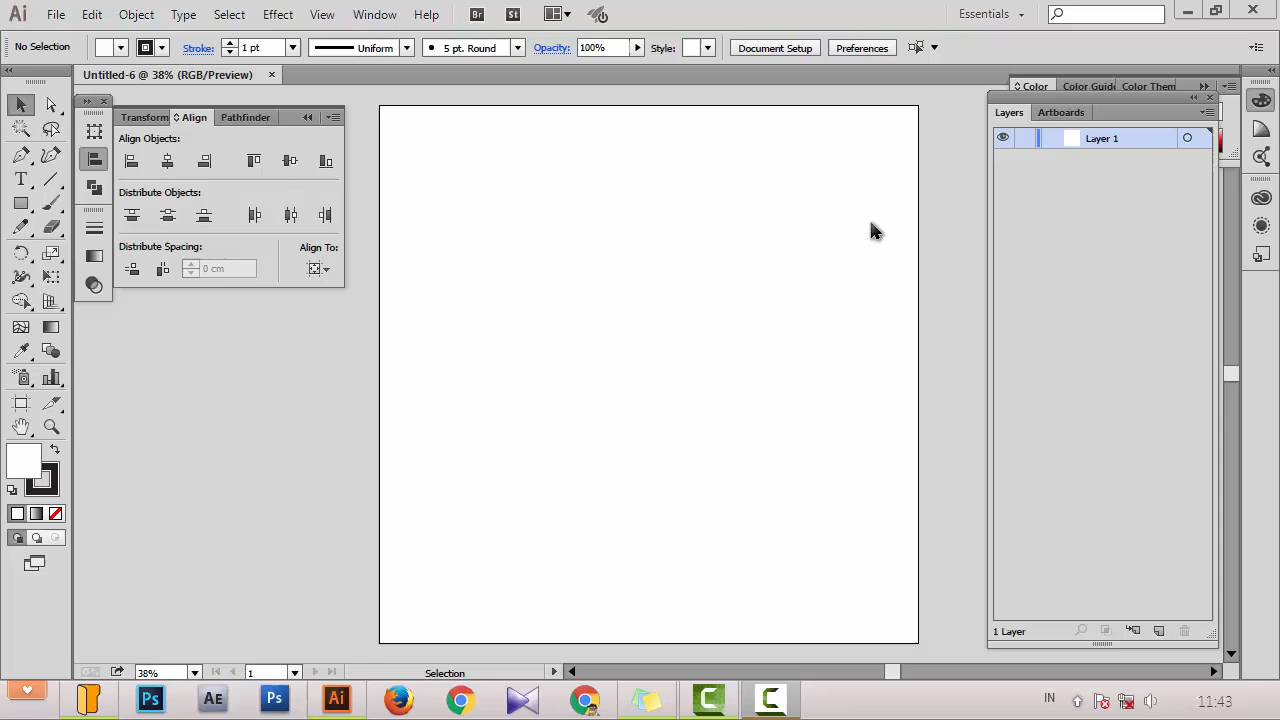 Ai File Edit Object Type Select Effect View Window Help Br St Essentials
No Selection Stroke: 1 pt Uniform 5 pt. Round Opacity: 100% Style: Document Setup Preferences
Untitled-6 @ 38% (RGB/Preview)
Color Color Guid Color Them
Transform Align Pathfinder
Layers Artboards
Align Objects:
Layer 1
Distribute Objects:
Distribute Spacing: Align To:
0 cm
T
1 Layer
38% 1 Selection
Ps AE Ps Ai C C IN 11:43